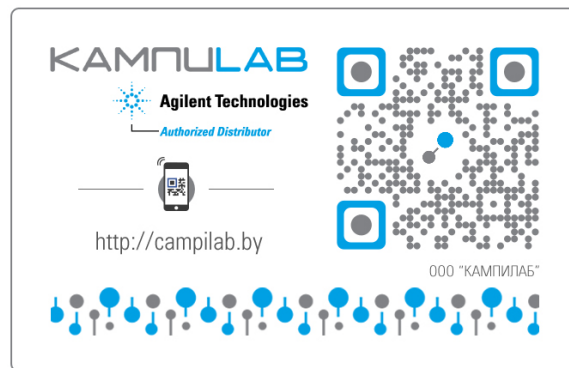 КАМПИLAB
Agilent Technologies
Authorized Distributor
http://campilab.by
ООО "КАМПИЛАБ"